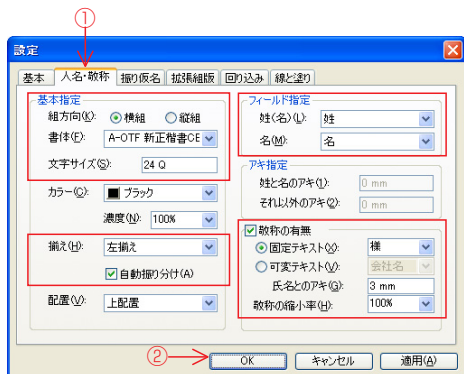 ①
設定
基本 人名・敬称 振り仮名 拡張組版 回り込み 線と塗り
基本指定
組方向(K): 横組 縦組
書体(F): A-OTF 新正楷書CE
文字サイズ(S): 24 Q
カラー(C): ブラック
濃度(N): 100%
揃え(H): 左揃え
自動振り分け(A)
配置(V): 上配置
フィールド指定
姓(名)(L): 姓
名(M): 名
アキ指定
姓と名のアキ(1): 0 mm
それ以外のアキ(2): 0 mm
敬称の有無
固定テキスト(X): 様
可変テキスト(V): 会社名
氏名とのアキ(G): 3 mm
敬称の縮小率(H): 100%
② OK キャンセル 適用(A)